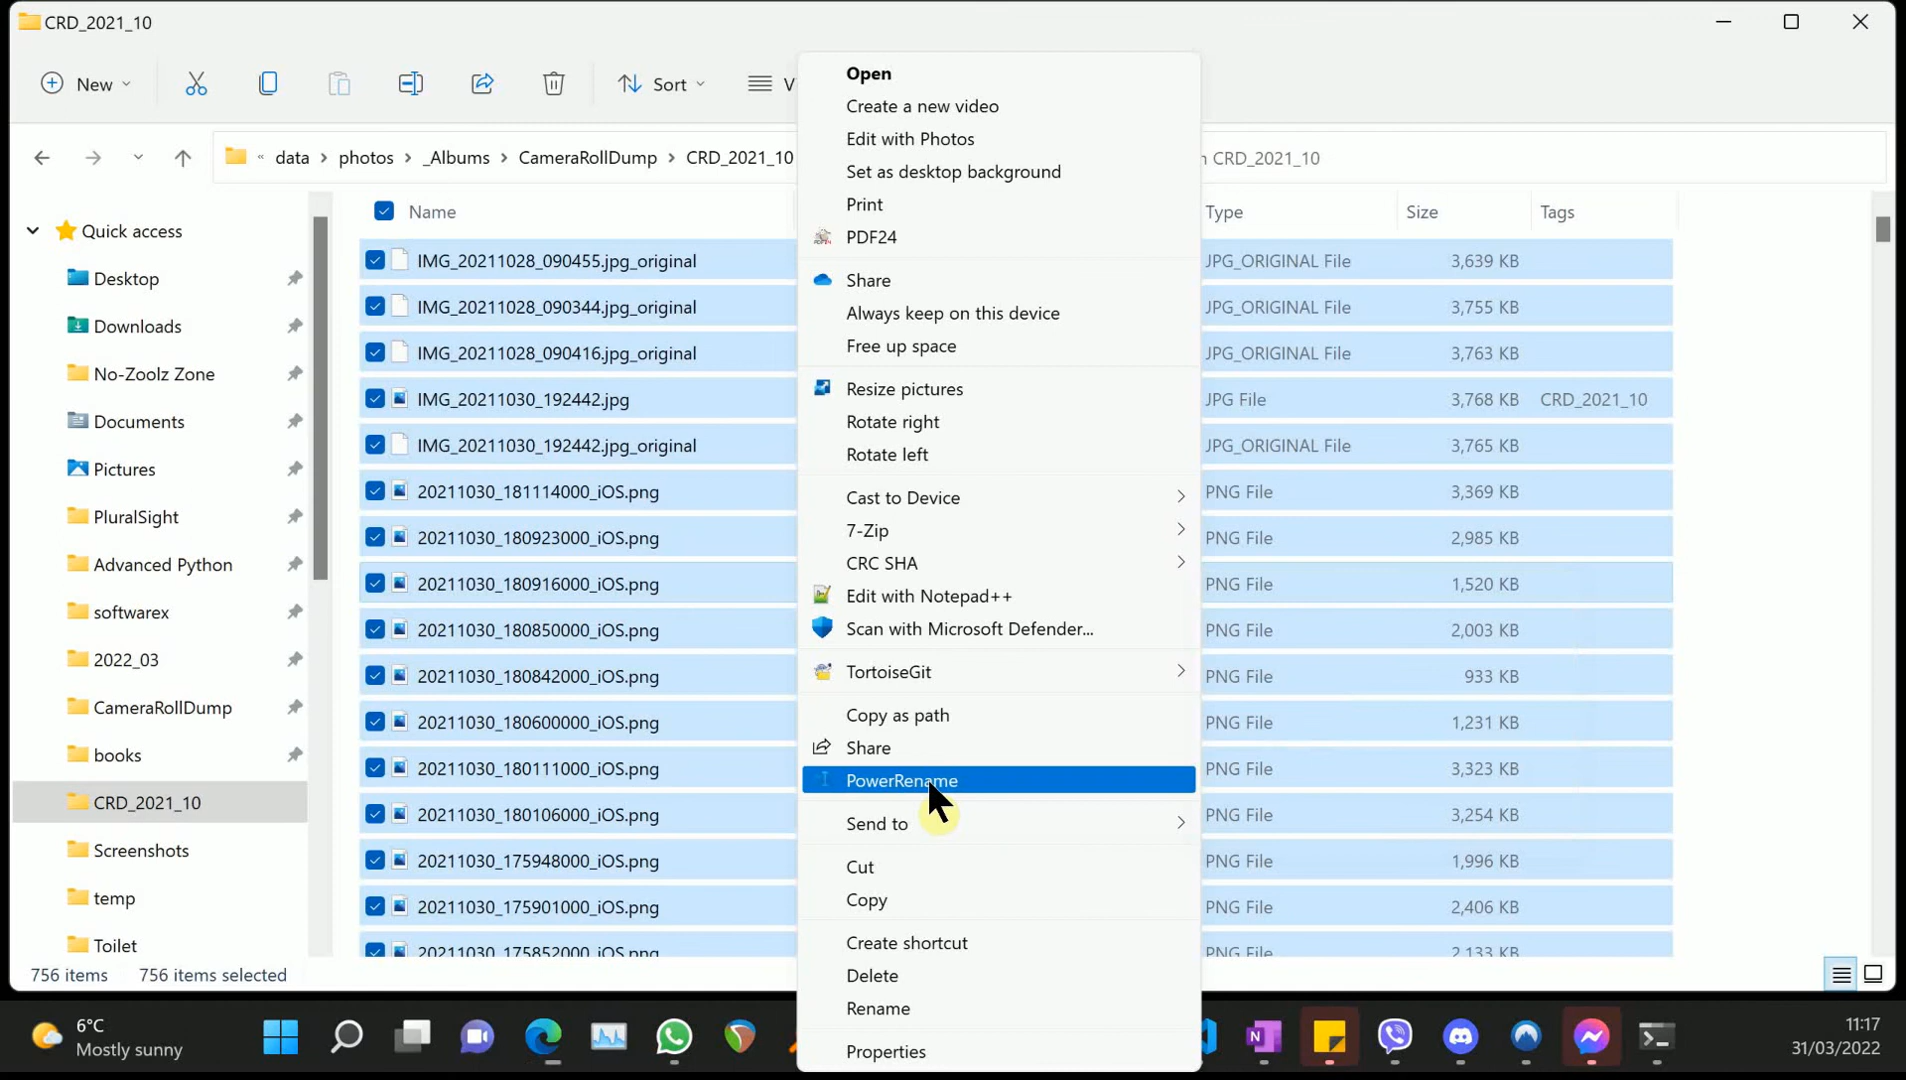 CRD_2021_10
New
Sort
V
« data > photos > _Albums > CameraRollDump > CRD_2021_10
CRD_2021_10
Quick access
Desktop
Downloads
No-Zoolz Zone
Documents
Pictures
PluralSight
Advanced Python
softwarex
2022_03
CameraRollDump
books
CRD_2021_10
Screenshots
temp
Toilet
Name Type Size Tags
IMG_20211028_090455.jpg_original JPG_ORIGINAL File 3,639 KB
IMG_20211028_090344.jpg_original JPG_ORIGINAL File 3,755 KB
IMG_20211028_090416.jpg_original JPG_ORIGINAL File 3,763 KB
IMG_20211030_192442.jpg JPG File 3,768 KB CRD_2021_10
IMG_20211030_192442.jpg_original JPG_ORIGINAL File 3,765 KB
20211030_181114000_iOS.png PNG File 3,369 KB
20211030_180923000_iOS.png PNG File 2,985 KB
20211030_180916000_iOS.png PNG File 1,520 KB
20211030_180850000_iOS.png PNG File 2,003 KB
20211030_180842000_iOS.png PNG File 933 KB
20211030_180600000_iOS.png PNG File 1,231 KB
20211030_180111000_iOS.png PNG File 3,323 KB
20211030_180106000_iOS.png PNG File 3,254 KB
20211030_175948000_iOS.png PNG File 1,996 KB
20211030_175901000_iOS.png PNG File 2,406 KB
20211030_175852000_iOS.png PNG File 2,133 KB
Open
Create a new video
Edit with Photos
Set as desktop background
Print
PDF24
Share
Always keep on this device
Free up space
Resize pictures
Rotate right
Rotate left
Cast to Device
7-Zip
CRC SHA
Edit with Notepad++
Scan with Microsoft Defender...
TortoiseGit
Copy as path
Share
PowerRename
Send to
Cut
Copy
Create shortcut
Delete
Rename
Properties
756 items 756 items selected
6°C
Mostly sunny
11:17
31/03/2022